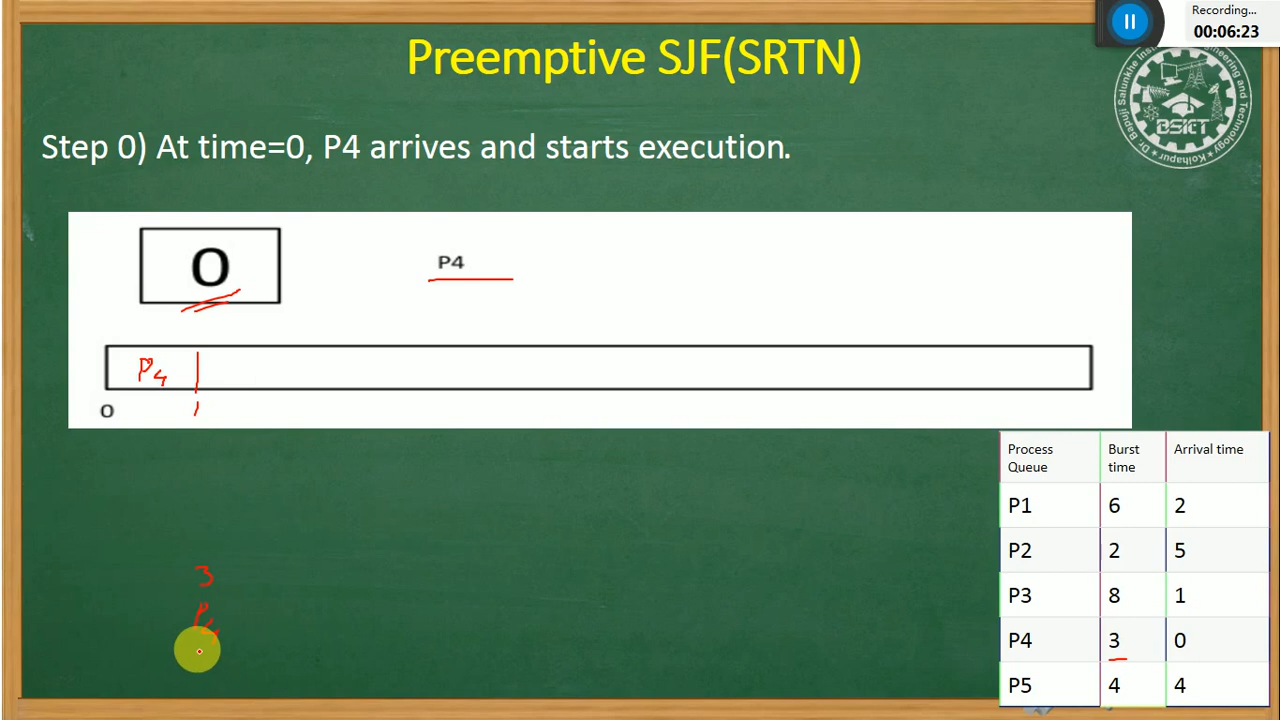 Recording...
00:06:23
Preemptive SJF(SRTN)
Step 0) At time=0, P4 arrives and starts execution.
0
P4
P4
0
3
Process Queue Burst time Arrival time
P1 6 2
P2 2 5
P3 8 1
P4 3 0
P5 4 4
BSIET